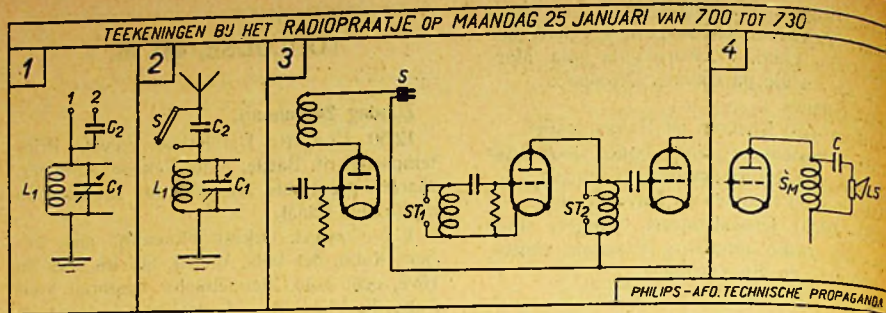 TEEKENINGEN BIJ HET RADIOPRAATJE OP MAANDAG 25 JANUARI VAN 700 TOT 730
1
2
3
4
1 2
C2
L1
C1
S
C2
L1
C1
S
ST1
ST2
SM
C
LS
PHILIPS-AFD. TECHNISCHE PROPAGANDA